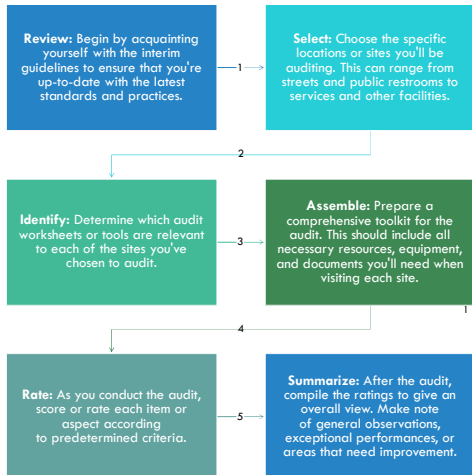 Review: Begin by acquainting
yourself with the interim
guidelines to ensure that you're
up-to-date with the latest
standards and practices.
1
Select: Choose the specific
locations or sites you'll be
auditing. This can range from
streets and public restrooms to
services and other facilities.
2
Identify: Determine which audit
worksheets or tools are relevant
to each of the sites you've
chosen to audit.
3
Assemble: Prepare a
comprehensive toolkit for the
audit. This should include all
necessary resources, equipment,
and documents you'll need when
visiting each site.
1
4
Rate: As you conduct the audit,
score or rate each item or
aspect according
to predetermined criteria.
5
Summarize: After the audit,
compile the ratings to give an
overall view. Make note
of general observations,
exceptional performances, or
areas that need improvement.